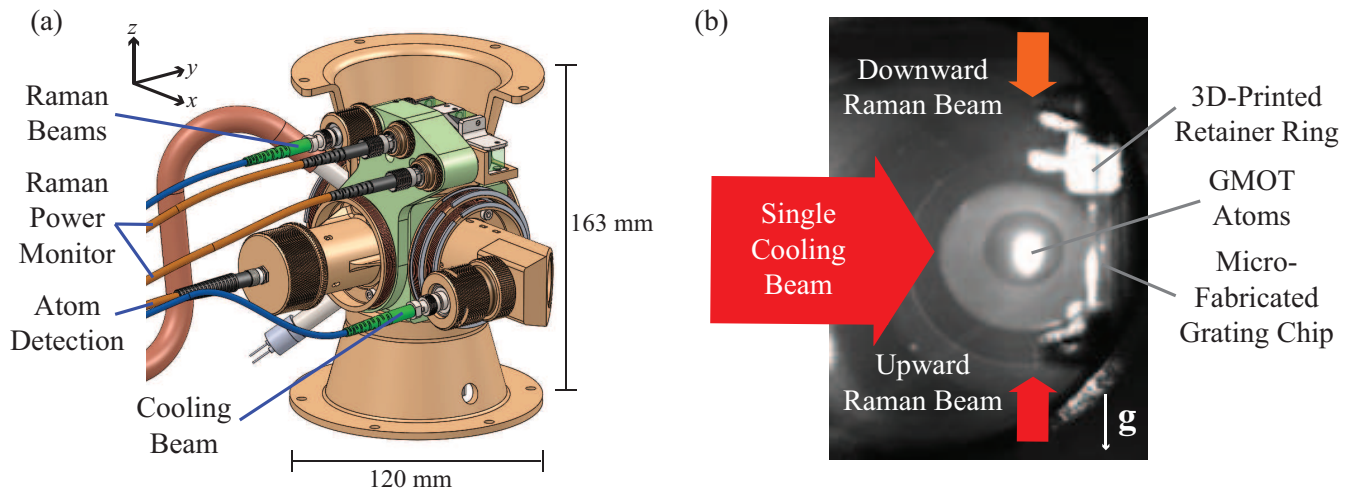 (a)
z
y
x
Raman
Beams
Raman
Power
Monitor
Atom
Detection
Cooling
Beam
163 mm
120 mm
(b)
Downward
Raman Beam
Single
Cooling
Beam
Upward
Raman Beam
g
3D-Printed
Retainer Ring
GMOT
Atoms
Micro-
Fabricated
Grating Chip